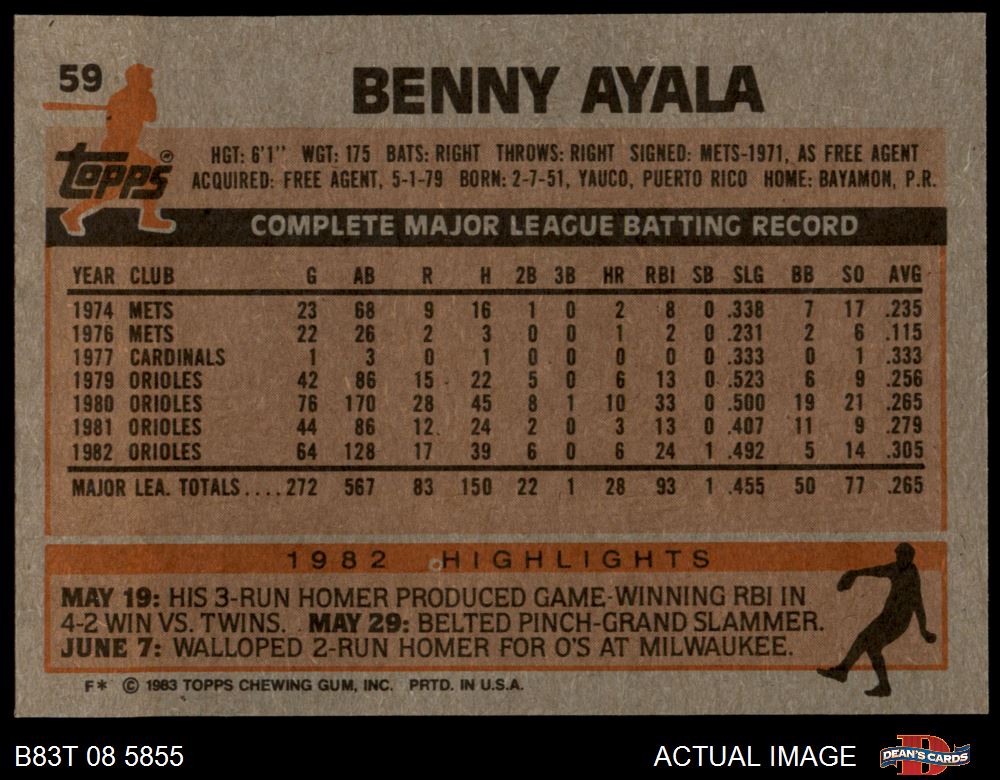 59
BENNY AYALA
topps®
HGT: 6'1" WGT: 175 BATS: RIGHT THROWS: RIGHT SIGNED: METS-1971, AS FREE AGENT
ACQUIRED: FREE AGENT, 5-1-79 BORN: 2-7-51, YAUCO, PUERTO RICO HOME: BAYAMON, P.R.
COMPLETE MAJOR LEAGUE BATTING RECORD
YEAR CLUB G AB R H 2B 3B HR RBI SB SLG BB SO AVG
1974 METS 23 68 9 16 1 0 2 8 0 .338 7 17 .235
1976 METS 22 26 2 3 0 0 1 2 0 .231 2 6 .115
1977 CARDINALS 1 3 0 1 0 0 0 0 0 .333 0 1 .333
1979 ORIOLES 42 86 15 22 5 0 6 13 0 .523 6 9 .256
1980 ORIOLES 76 170 28 45 8 1 10 33 0 .500 19 21 .265
1981 ORIOLES 44 86 12 24 2 0 3 13 0 .407 11 9 .279
1982 ORIOLES 64 128 17 39 6 0 6 24 1 .492 5 14 .305
MAJOR LEA. TOTALS....272 567 83 150 22 1 28 93 1 .455 50 77 .265
1982 HIGHLIGHTS
MAY 19: HIS 3-RUN HOMER PRODUCED GAME-WINNING RBI IN
4-2 WIN VS. TWINS. MAY 29: BELTED PINCH-GRAND SLAMMER.
JUNE 7: WALLOPED 2-RUN HOMER FOR O'S AT MILWAUKEE.
F* © 1983 TOPPS CHEWING GUM, INC. PRTD. IN U.S.A.
B83T 08 5855
ACTUAL IMAGE
DEAN'S CARDS